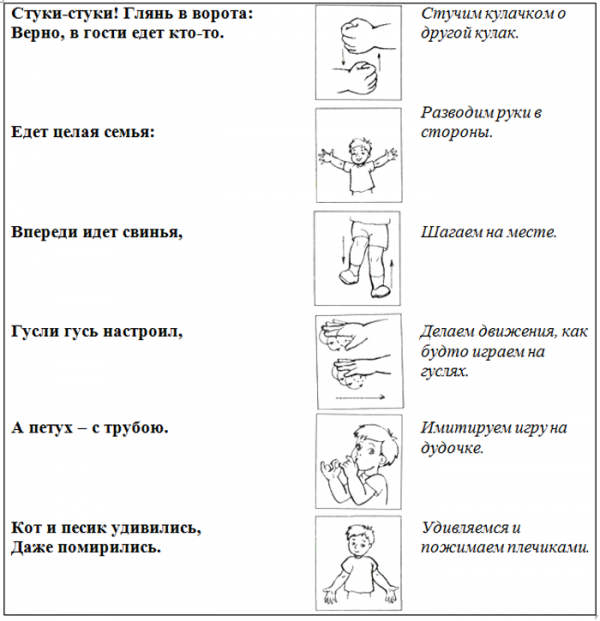 Стуки-стуки! Глянь в ворота:
Верно, в гости едет кто-то.
Стучим кулачком о
другой кулак.
Едет целая семья:
Разводим руки в
стороны.
Впереди идет свинья,
Шагаем на месте.
Гусли гусь настроил,
Делаем движения, как
будто играем на
гуслях.
А петух – с трубою.
Имитируем игру на
дудочке.
Кот и песик удивились,
Даже помирились.
Удивляемся и
пожимаем плечиками.